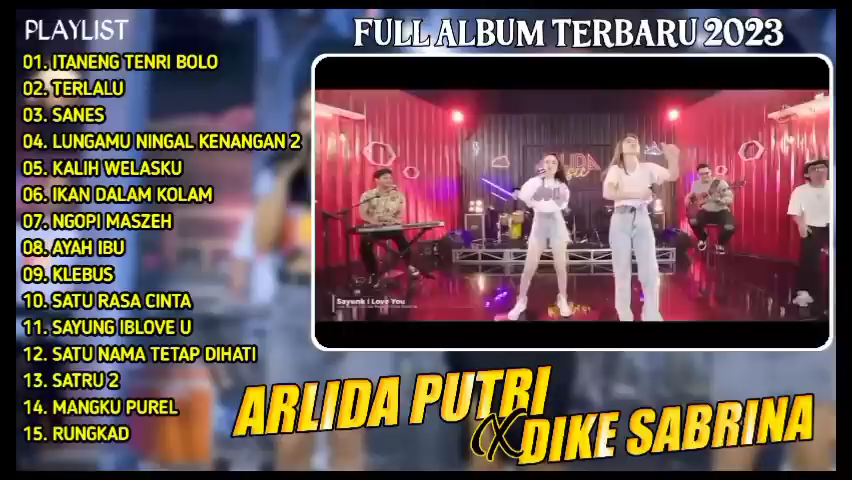 PLAYLIST
01. ITANENG TENRI BOLO
02. TERLALU
03. SANES
04. LUNGAMU NINGAL KENANGAN 2
05. KALIH WELASKU
06. IKAN DALAM KOLAM
07. NGOPI MASZEH
08. AYAH IBU
09. KLEBUS
10. SATU RASA CINTA
11. SAYUNG IBLOVE U
12. SATU NAMA TETAP DIHATI
13. SATRU 2
14. MANGKU PUREL
15. RUNGKAD
FULL ALBUM TERBARU 2023
Sayunk I Love You
ARLIDA PUTRI
X DIKE SABRINA